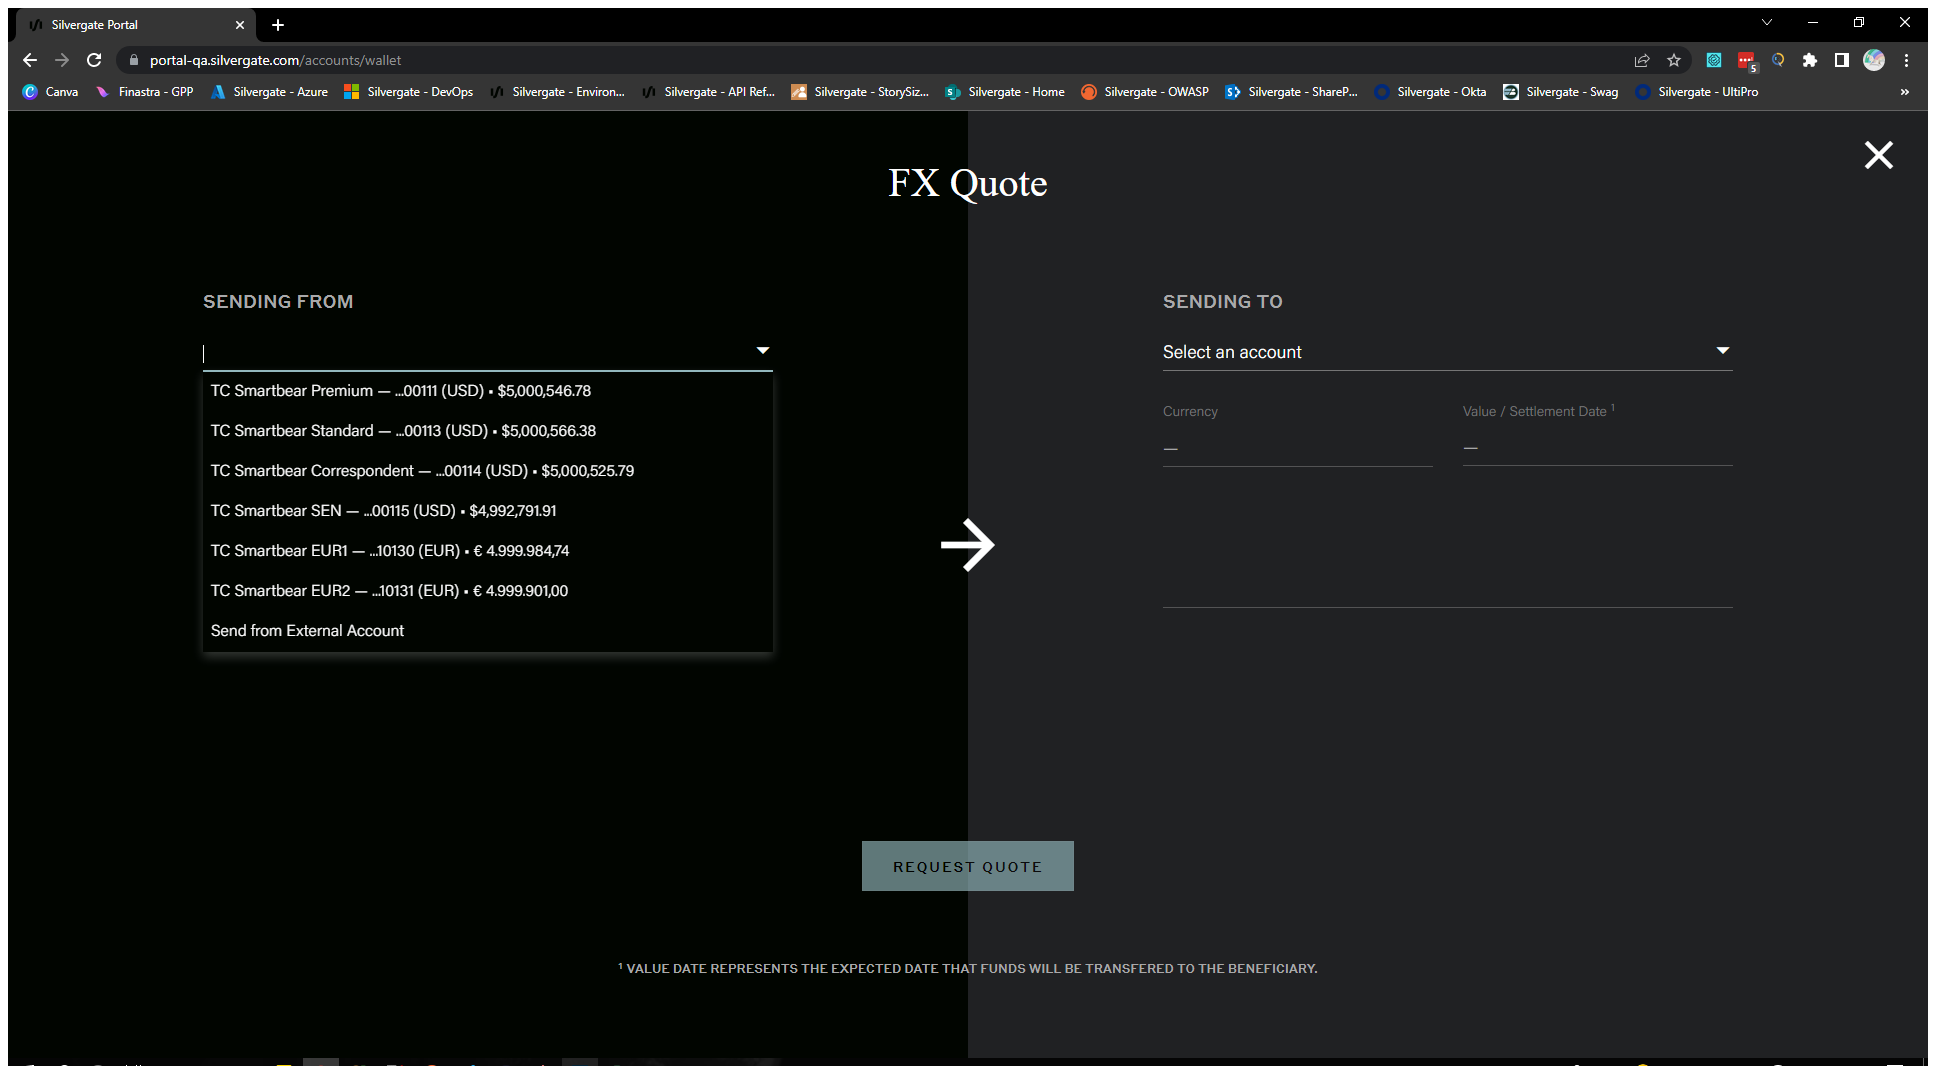 Silvergate Portal
portal-qa.silvergate.com/accounts/wallet
5
Canva
Finastra - GPP
Silvergate - Azure
Silvergate - DevOps
Silvergate - Environ...
Silvergate - API Ref...
Silvergate - StorySiz...
Silvergate - Home
Silvergate - OWASP
Silvergate - ShareP...
Silvergate - Okta
Silvergate - Swag
Silvergate - UltiPro
»
FX Quote
SENDING FROM
TC Smartbear Premium — ...00111 (USD) • $5,000,546.78
TC Smartbear Standard — ...00113 (USD) • $5,000,566.38
TC Smartbear Correspondent — ...00114 (USD) • $5,000,525.79
TC Smartbear SEN — ...00115 (USD) • $4,992,791.91
TC Smartbear EUR1 — ...10130 (EUR) • € 4.999.984,74
TC Smartbear EUR2 — ...10131 (EUR) • € 4.999.901,00
Send from External Account
SENDING TO
Select an account
Currency
Value / Settlement Date ¹
—
—
REQUEST QUOTE
¹ VALUE DATE REPRESENTS THE EXPECTED DATE THAT FUNDS WILL BE TRANSFERED TO THE BENEFICIARY.